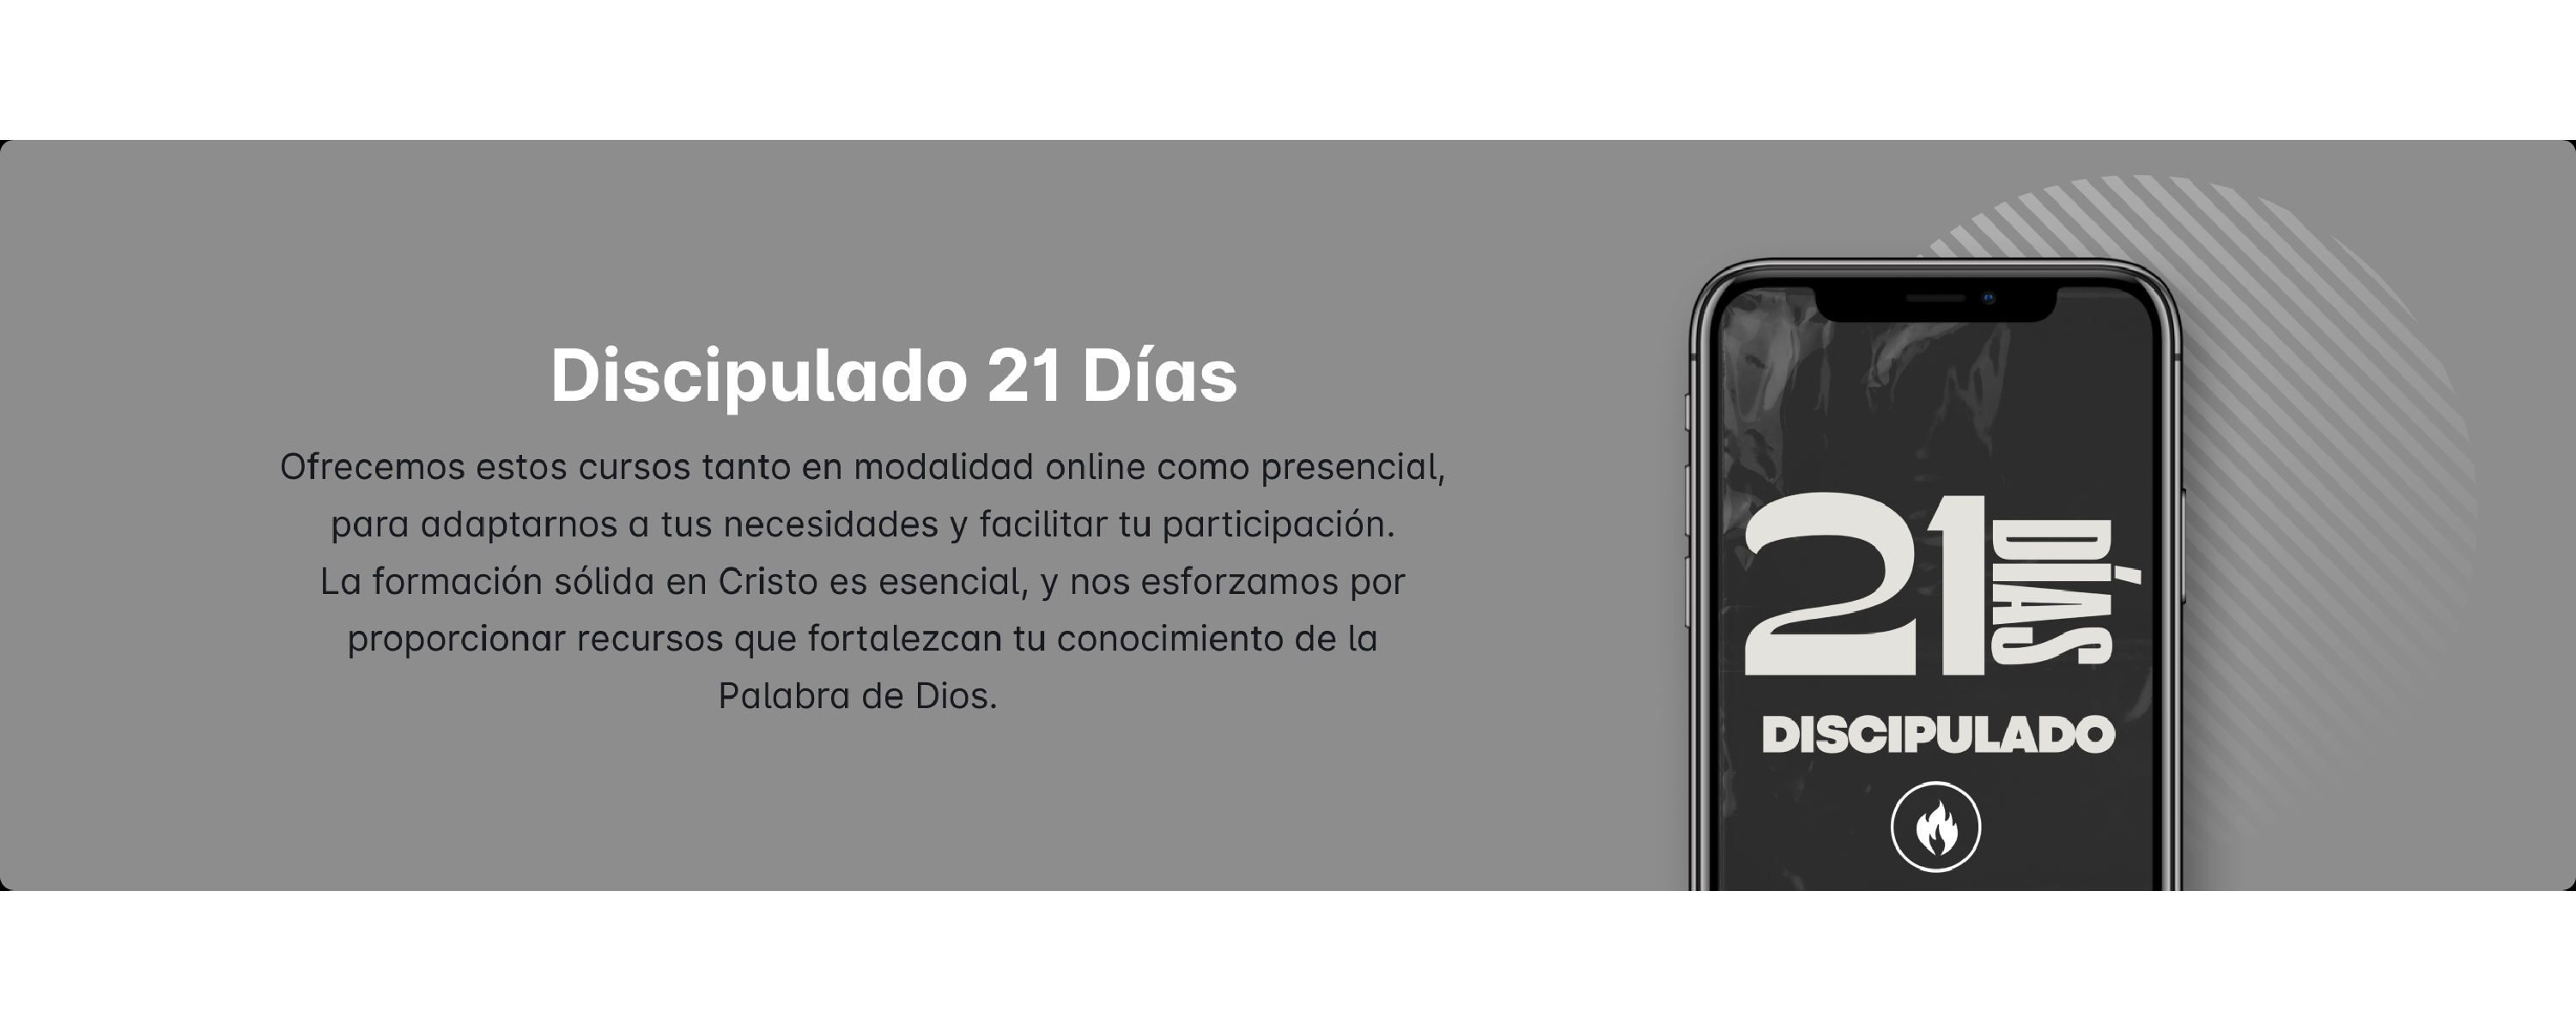 Discipulado 21 Días
Ofrecemos estos cursos tanto en modalidad online como presencial,
para adaptarnos a tus necesidades y facilitar tu participación.
La formación sólida en Cristo es esencial, y nos esforzamos por
proporcionar recursos que fortalezcan tu conocimiento de la
Palabra de Dios.
21 DÍAS
DISCIPULADO